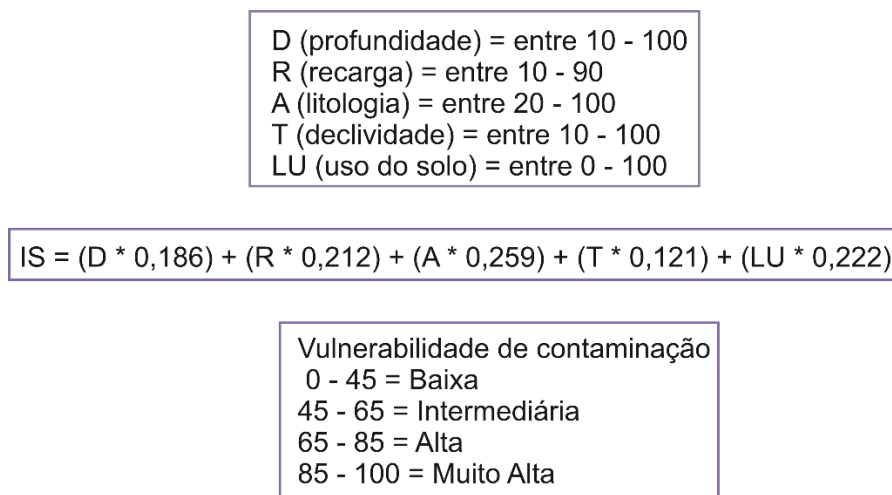 D (profundidade) = entre 10 - 100
R (recarga) = entre 10 - 90
A (litologia) = entre 20 - 100
T (declividade) = entre 10 - 100
LU (uso do solo) = entre 0 - 100
IS = (D * 0,186) + (R * 0,212) + (A * 0,259) + (T * 0,121) + (LU * 0,222)
Vulnerabilidade de contaminação
0 - 45 = Baixa
45 - 65 = Intermediária
65 - 85 = Alta
85 - 100 = Muito Alta